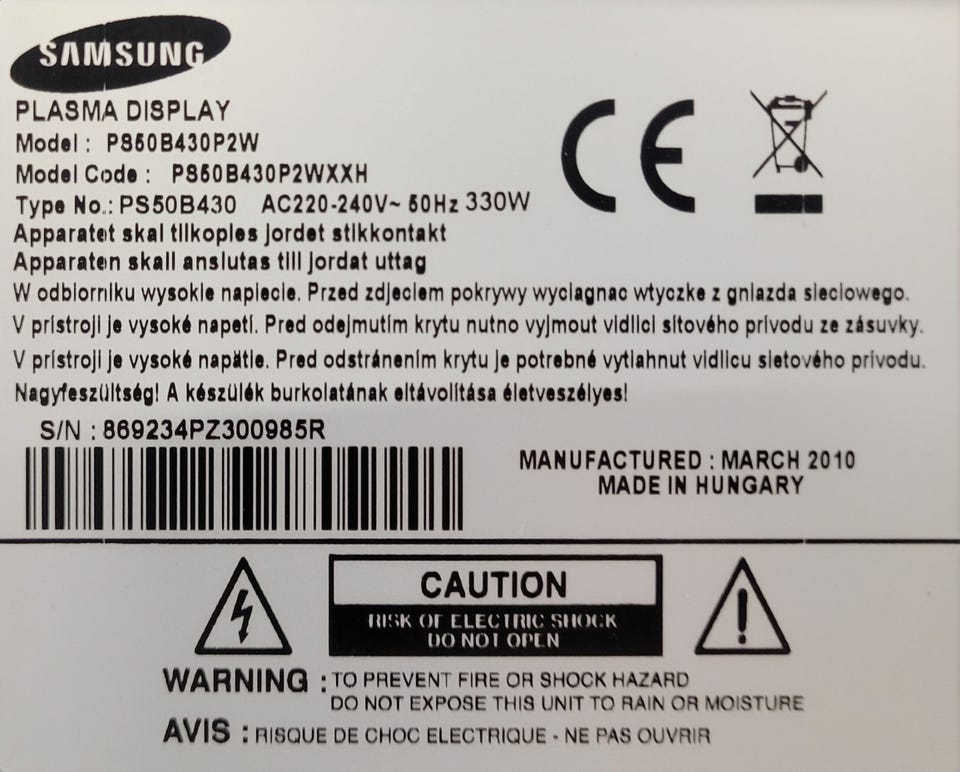 SAMSUNG
PLASMA DISPLAY
Model : PS50B430P2W
Model Code : PS50B430P2WXXH
Type No.: PS50B430 AC220-240V~ 50Hz 330W
Apparatet skal tilkoples jordet stikkontakt
Apparaten skall anslutas till jordat uttag
W odbiorniku wysokie napiecie. Przed zdjeciem pokrywy wyciagnac wtyczke z gniazda sieciowego.
V prístroji je vysoké napetí. Pred odejmutím krytu nutno vyjmout vidlici sítového prívodu ze zásuvky.
V prístroji je vysoké napätie. Pred odstránením krytu je potrebné vytiahnut vidlicu sietového prívodu.
Nagyfeszültség! A készülék burkolatának eltávolítása életveszélyes!
S/N : 869234PZ300985R
MANUFACTURED : MARCH 2010
MADE IN HUNGARY
CAUTION
RISK OF ELECTRIC SHOCK
DO NOT OPEN
WARNING : TO PREVENT FIRE OR SHOCK HAZARD
DO NOT EXPOSE THIS UNIT TO RAIN OR MOISTURE
AVIS : RISQUE DE CHOC ELECTRIQUE - NE PAS OUVRIR